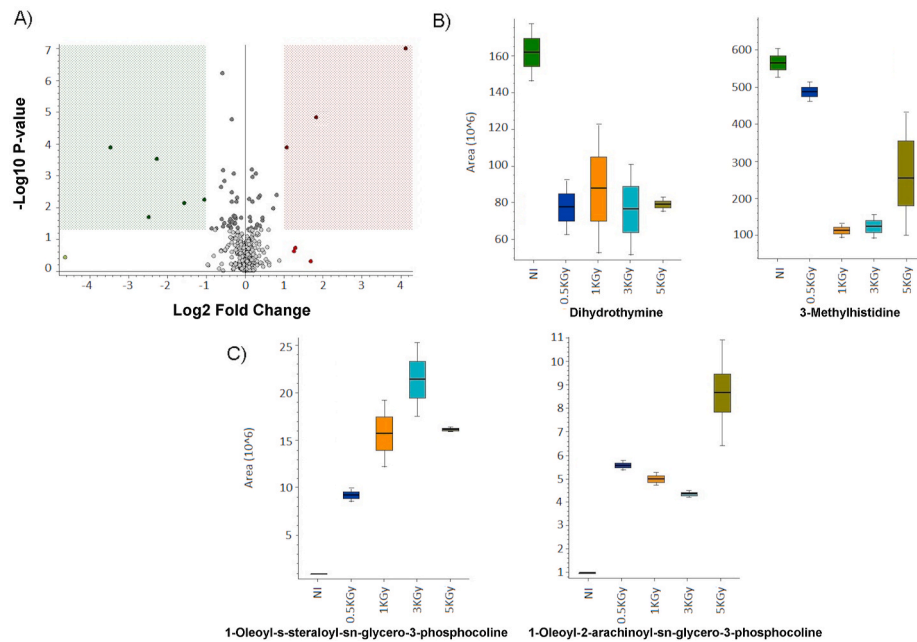 A)
-Log10 P-value
7
6
5
4
3
2
1
0
-4 -3 -2 -1 0 1 2 3 4
Log2 Fold Change
B)
Area (10^6)
160
140
120
100
80
60
NI 0.5KGy 1KGy 3KGy 5KGy
Dihydrothymine
600
500
400
300
200
100
NI 0.5KGy 1KGy 3KGy 5KGy
3-Methylhistidine
C)
Area (10^6)
25
20
15
10
5
NI 0.5KGy 1KGy 3KGy 5KGy
1-Oleoyl-s-steraloyl-sn-glycero-3-phosphocoline
11
10
9
8
7
6
5
4
3
2
1
NI 0.5KGy 1KGy 3KGy 5KGy
1-Oleoyl-2-arachinoyl-sn-glycero-3-phosphocoline